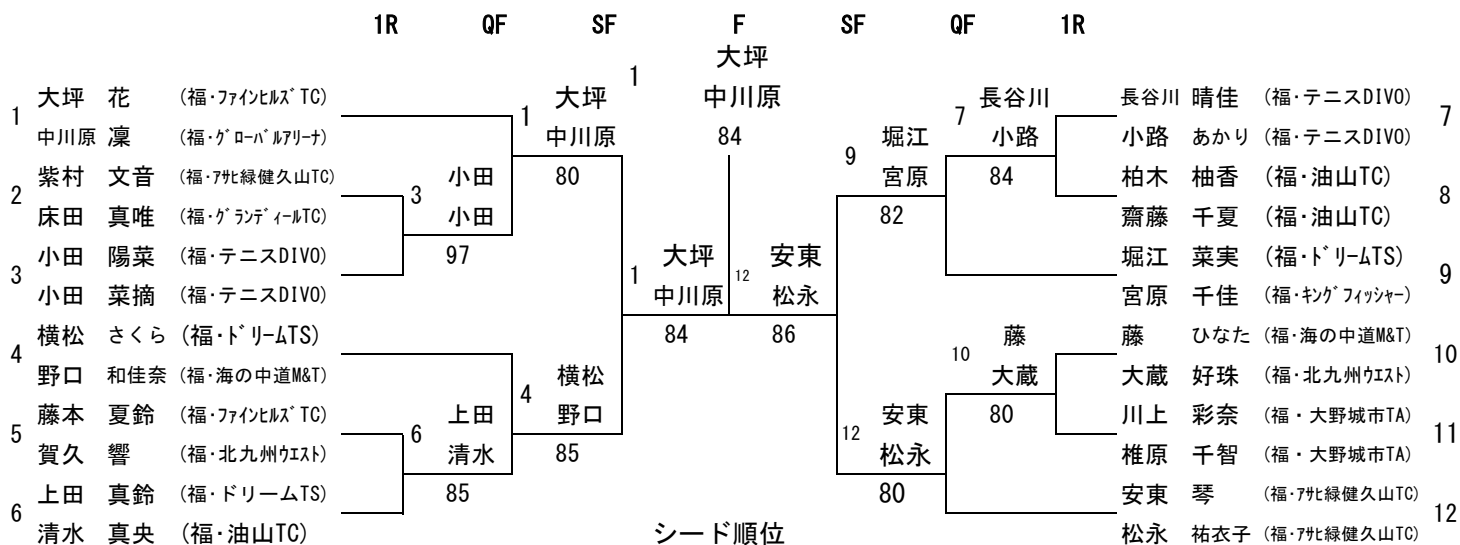 1R QF SF F SF QF 1R
1 大坪 花 (福・ファインヒルズTC)
中川原 凜 (福・グローバルアリーナ)
2 紫村 文音 (福・アサヒ緑健久山TC)
床田 真唯 (福・グランディールTC)
3 小田 陽菜 (福・テニスDIVO)
小田 菜摘 (福・テニスDIVO)
4 横松 さくら (福・ドリームTS)
野口 和佳奈 (福・海の中道M&T)
5 藤本 夏鈴 (福・ファインヒルズTC)
賀久 響 (福・北九州ウエスト)
6 上田 真鈴 (福・ドリームTS)
清水 真央 (福・油山TC)
3 小田
小田
97
6 上田
清水
85
1 大坪
中川原
80
4 横松
野口
85
1 大坪
中川原
84
1 大坪
中川原
84
12 安東
松永
86
9 堀江
宮原
82
12 安東
松永
80
7 長谷川
小路
84
10 藤
大蔵
80
長谷川 晴佳 (福・テニスDIVO) 7
小路 あかり (福・テニスDIVO)
柏木 柚香 (福・油山TC) 8
齋藤 千夏 (福・油山TC)
堀江 菜実 (福・ドリームTS) 9
宮原 千佳 (福・キングフィッシャー)
藤 ひなた (福・海の中道M&T) 10
大蔵 好珠 (福・北九州ウエスト)
川上 彩奈 (福・大野城市TA) 11
椎原 千智 (福・大野城市TA)
安東 琴 (福・アサヒ緑健久山TC) 12
松永 祐衣子 (福・アサヒ緑健久山TC)
シード順位